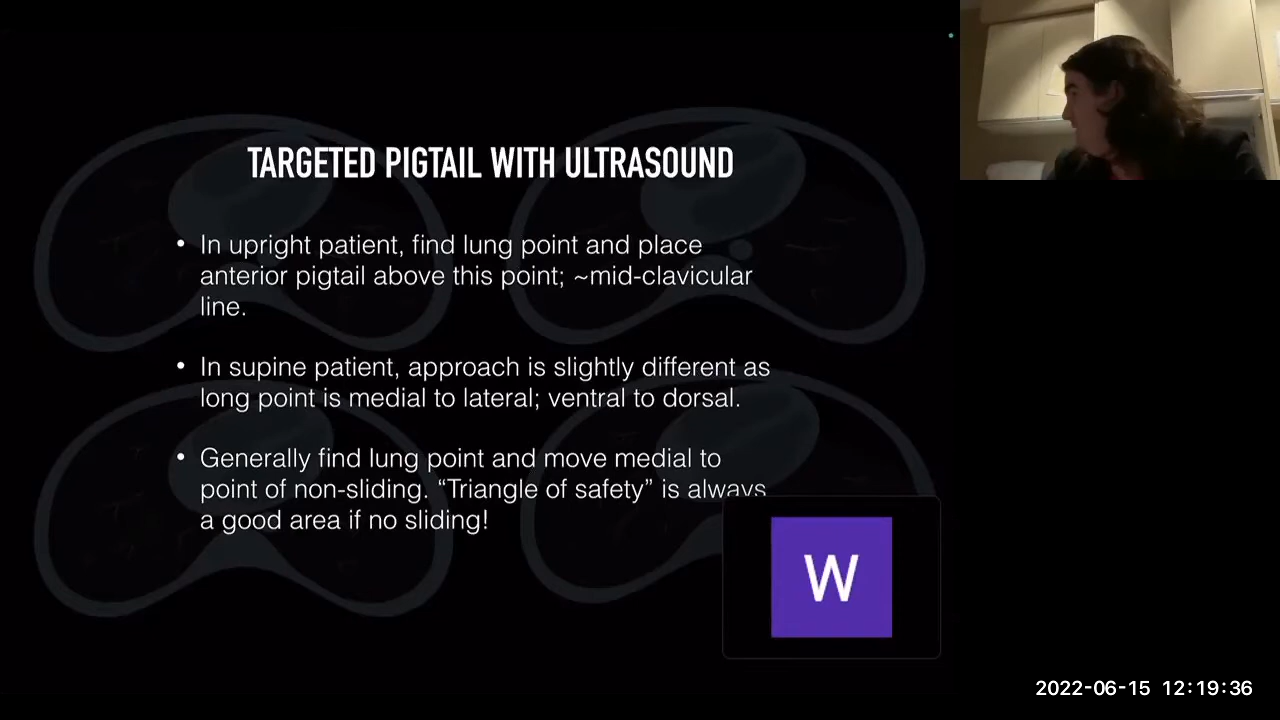 TARGETED PIGTAIL WITH ULTRASOUND
• In upright patient, find lung point and place
anterior pigtail above this point; ~mid-clavicular
line.
• In supine patient, approach is slightly different as
long point is medial to lateral; ventral to dorsal.
• Generally find lung point and move medial to
point of non-sliding. “Triangle of safety” is always
a good area if no sliding!
W
2022-06-15 12:19:36